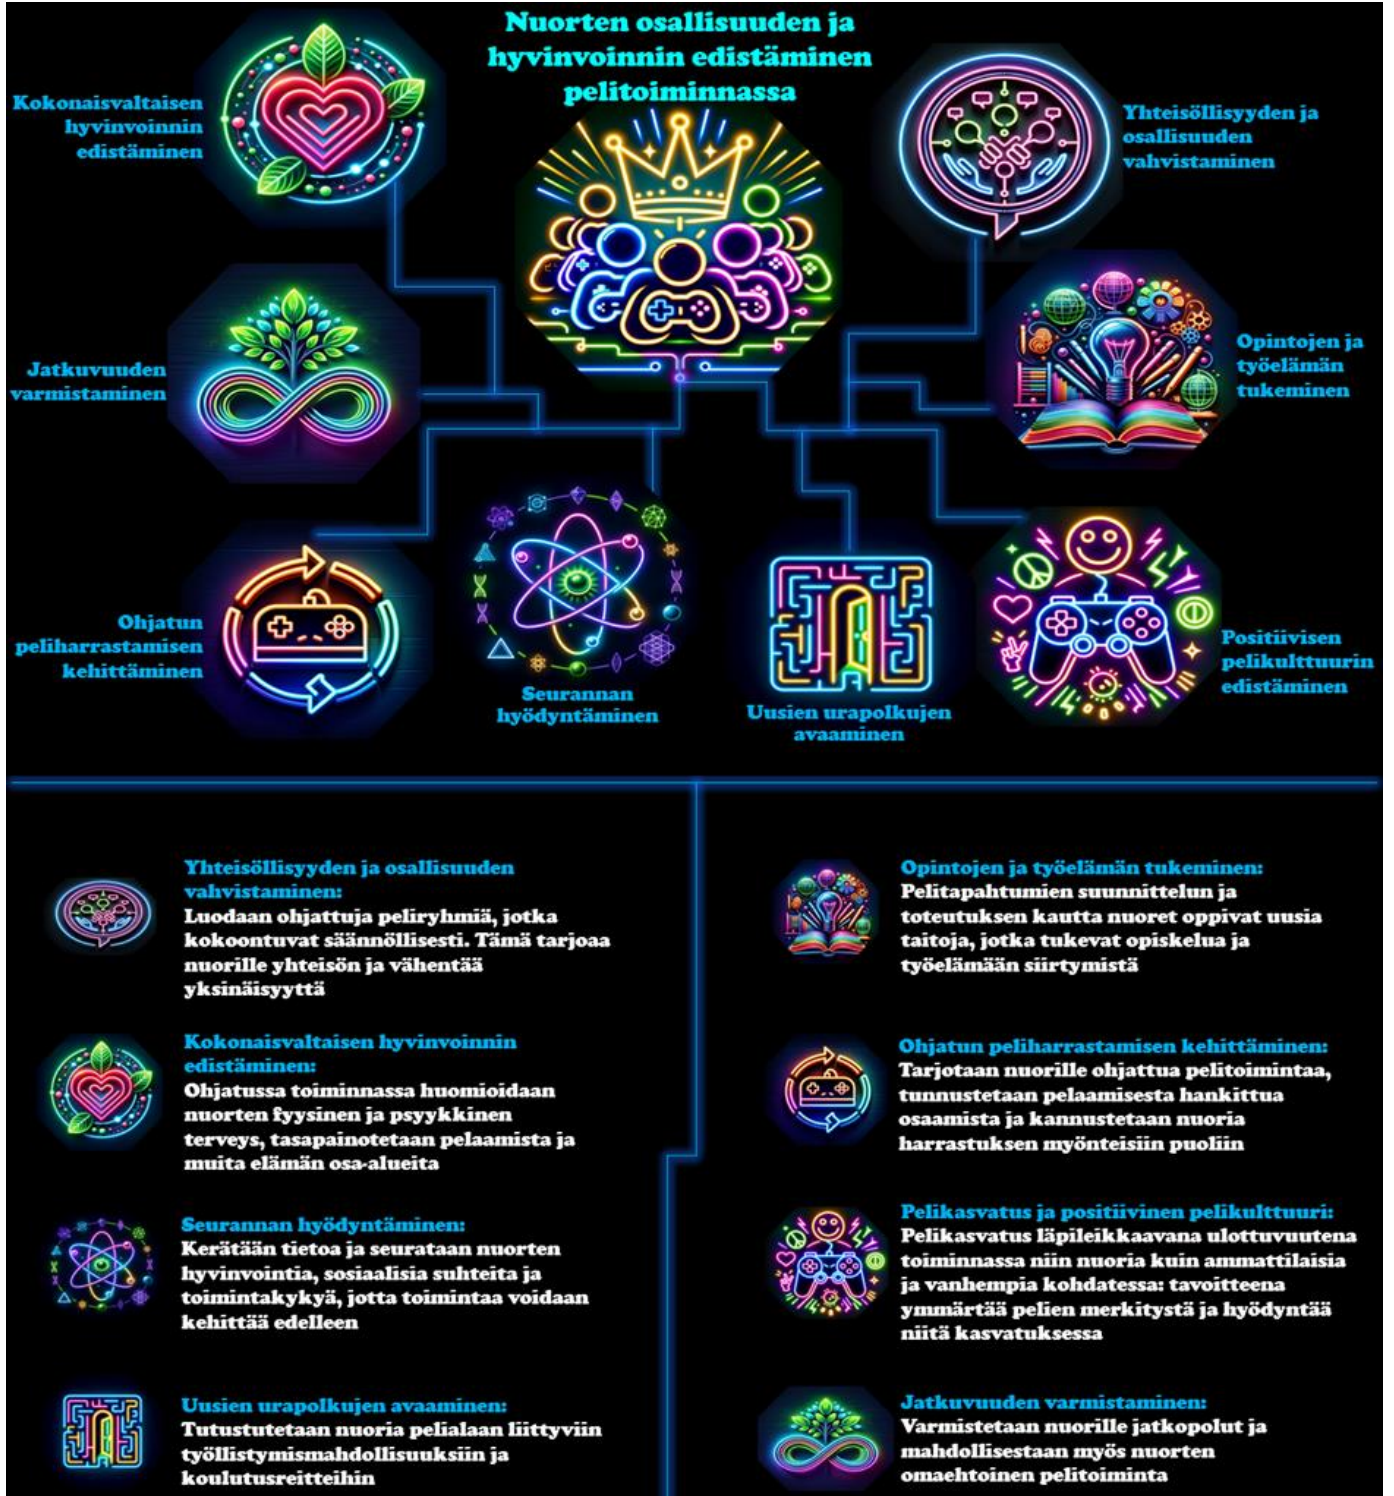 Nuorten osallisuuden ja
hyvinvoinnin edistäminen
pelitoiminnassa
Kokonaisvaltaisen
hyvinvoinnin
edistäminen
Yhteisöllisyyden ja
osallisuuden
vahvistaminen
Jatkuvuuden
varmistaminen
Opintojen ja
työelämän
tukeminen
Ohjatun
peliharrastamisen
kehittäminen
Seurannan
hyödyntäminen
Uusien urapolkujen
avaaminen
Positiivisen
pelikulttuurin
edistäminen
Yhteisöllisyyden ja osallisuuden
vahvistaminen:
Luodaan ohjattuja peliryhmiä, jotka
kokoontuvat säännöllisesti. Tämä tarjoaa
nuorille yhteisön ja vähentää
yksinäisyyttä
Kokonaisvaltaisen hyvinvoinnin
edistäminen:
Ohjatussa toiminnassa huomioidaan
nuorten fyysinen ja psyykkinen
terveys, tasapainotetaan pelaamista ja
muita elämän osa-alueita
Seurannan hyödyntäminen:
Kerätään tietoa ja seurataan nuorten
hyvinvointia, sosiaalisia suhteita ja
toimintakykyä, jotta toimintaa voidaan
kehittää edelleen
Uusien urapolkujen avaaminen:
Tutustutetaan nuoria pelialaan liittyviin
työllistymismahdollisuuksiin ja
koulutusreitteihin
Opintojen ja työelämän tukeminen:
Pelitapahtumien suunnittelun ja
toteutuksen kautta nuoret oppivat uusia
taitoja, jotka tukevat opiskelua ja
työelämään siirtymistä
Ohjatun peliharrastamisen kehittäminen:
Tarjotaan nuorille ohjattua pelitoimintaa,
tunnustetaan pelaamisesta hankittua
osaamista ja kannustetaan nuoria
harrastuksen myönteisiin puoliin
Pelikasvatus ja positiivinen pelikulttuuri:
Pelikasvatus läpileikkaavana ulottuvuutena
toiminnassa niin nuoria kuin ammattilaisia
ja vanhempia kohdatessa: tavoitteena
ymmärtää pelien merkitystä ja hyödyntää
niitä kasvatuksessa
Jatkuvuuden varmistaminen:
Varmistetaan nuorille jatkopolut ja
mahdollisestaan myös nuorten
omaehtoinen pelitoiminta